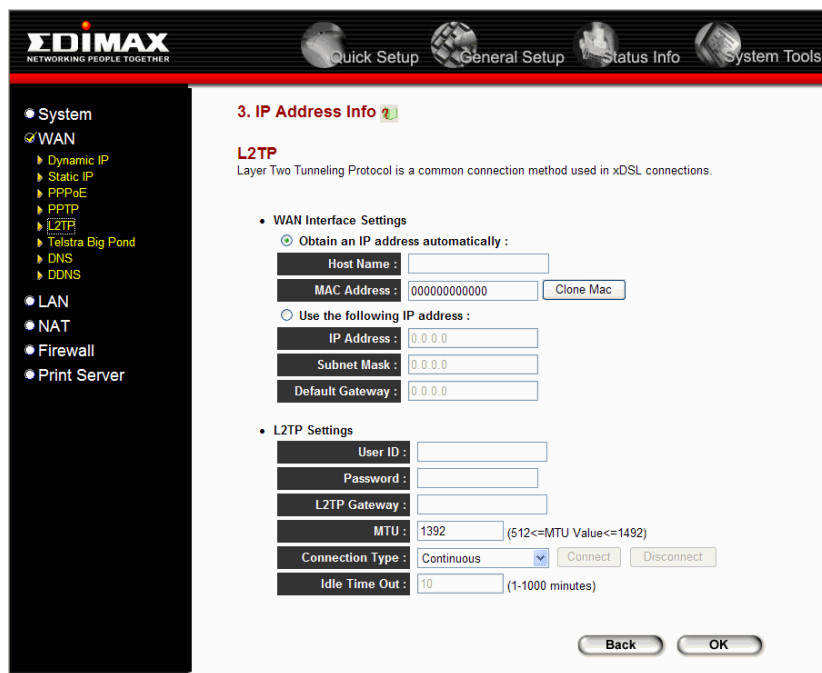 EDIMAX
NETWORKING PEOPLE TOGETHER
Quick Setup
General Setup
Status Info
System Tools
System
WAN
Dynamic IP
Static IP
PPPoE
PPTP
L2TP
Telstra Big Pond
DNS
DDNS
LAN
NAT
Firewall
Print Server
3. IP Address Info
L2TP
Layer Two Tunneling Protocol is a common connection method used in xDSL connections.
WAN Interface Settings
Obtain an IP address automatically :
Host Name :
MAC Address : 000000000000 Clone Mac
Use the following IP address :
IP Address : 0.0.0.0
Subnet Mask : 0.0.0.0
Default Gateway : 0.0.0.0
L2TP Settings
User ID :
Password :
L2TP Gateway :
MTU : 1392 (512<=MTU Value<=1492)
Connection Type : Continuous Connect Disconnect
Idle Time Out : 10 (1-1000 minutes)
Back OK